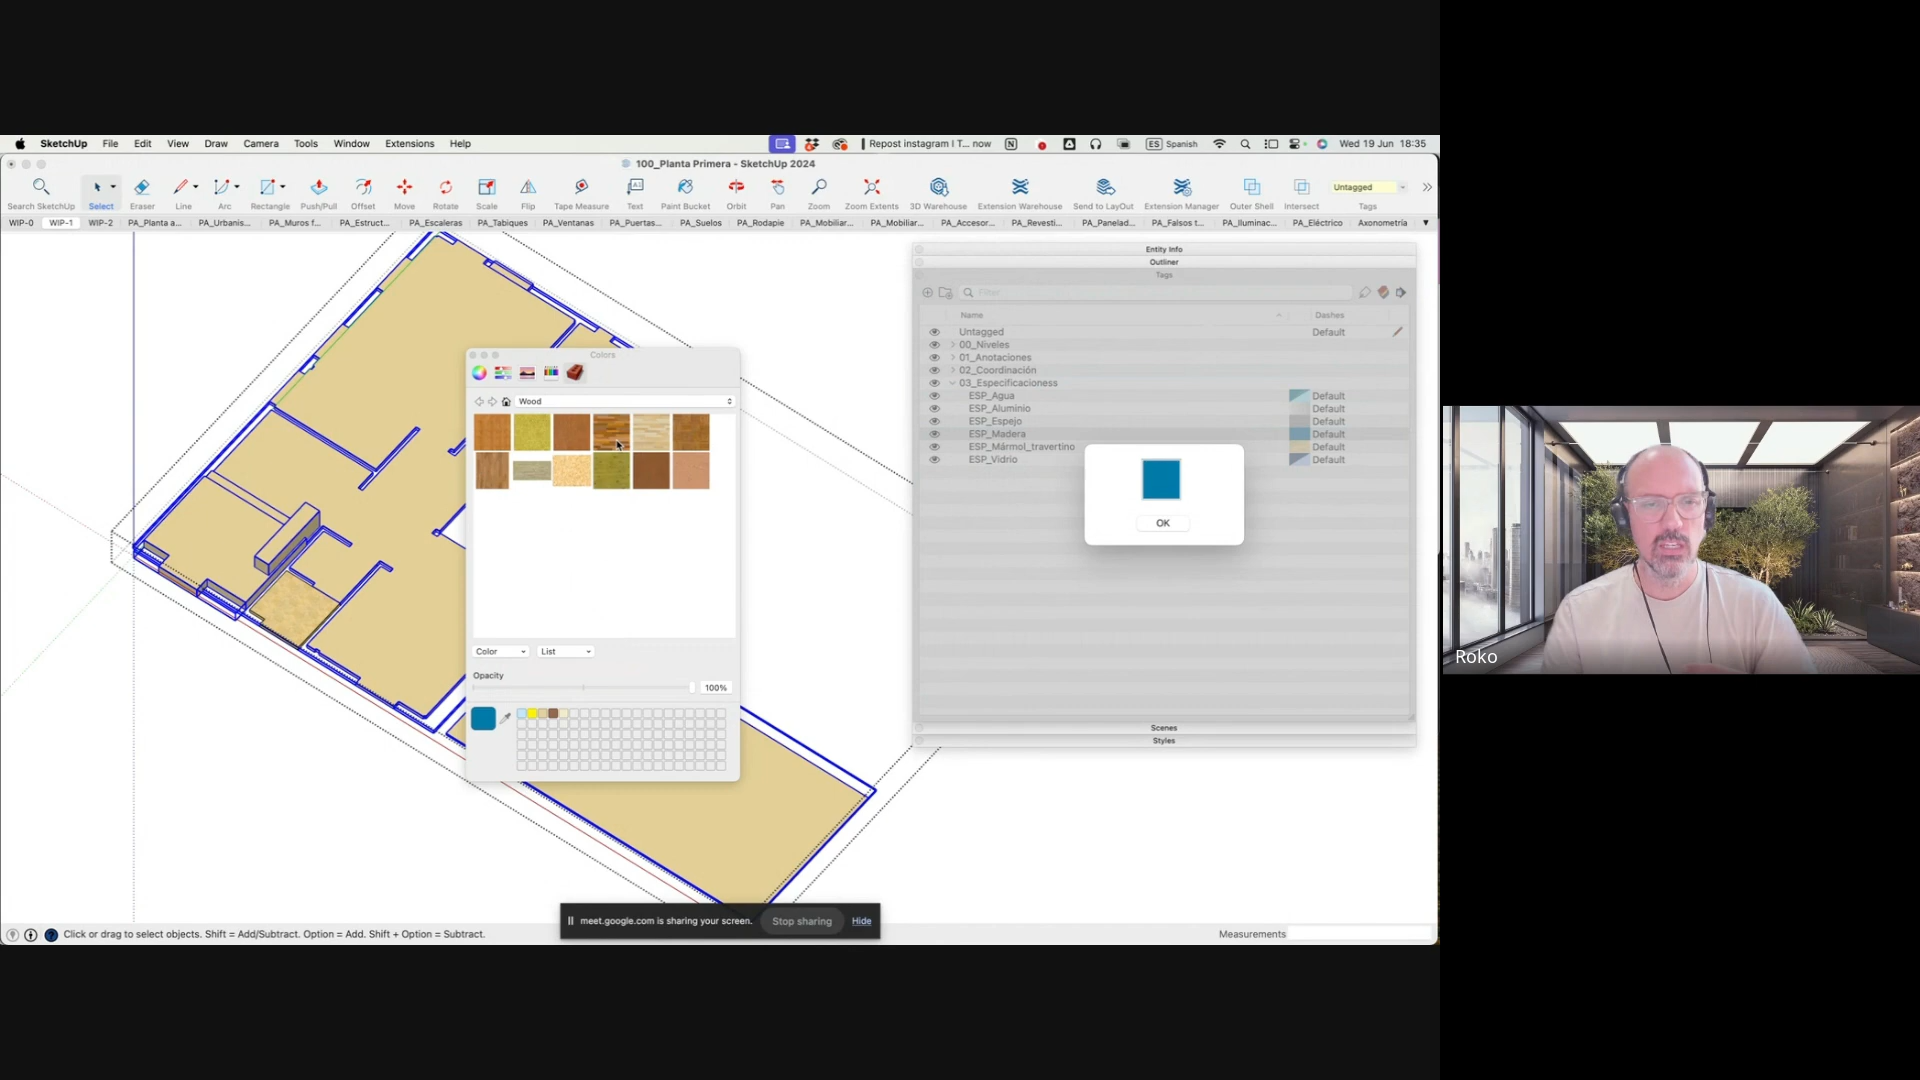 SketchUp File Edit View Draw Camera Tools Window Extensions Help
Repost instagram I T... now
ES Spanish
Wed 19 Jun 18:35
100_Planta Primera - SketchUp 2024
Search SketchUp Select Eraser Line Arc Rectangle Push/Pull Offset Move Rotate Scale Flip Tape Measure Text Paint Bucket Orbit Pan Zoom Zoom Extents 3D Warehouse Extension Warehouse Send to LayOut Extension Manager Outer Shell Intersect Tags
Untagged
WIP-0 WIP-1 WIP-2 PA_Planta a... PA_Urbanis... PA_Muros f... PA_Estruct... PA_Escaleras PA_Tabiques PA_Ventanas PA_Puertas... PA_Suelos PA_Rodapie PA_Mobiliar... PA_Mobiliar... PA_Accesor... PA_Revesti... PA_Panelad... PA_Falsos t... PA_Iluminac... PA_Eléctrico Axonometría
Colors
Wood
Color List
Opacity
100%
Entity Info
Outliner
Tags
Filter
Name Dashes
Untagged Default
00_Niveles
01_Anotaciones
02_Coordinación
03_Especificacioness
ESP_Agua Default
ESP_Aluminio Default
ESP_Espejo Default
ESP_Madera Default
ESP_Mármol_travertino Default
ESP_Vidrio Default
OK
Scenes
Styles
meet.google.com is sharing your screen. Stop sharing Hide
Click or drag to select objects. Shift = Add/Subtract. Option = Add. Shift + Option = Subtract.
Measurements
Roko